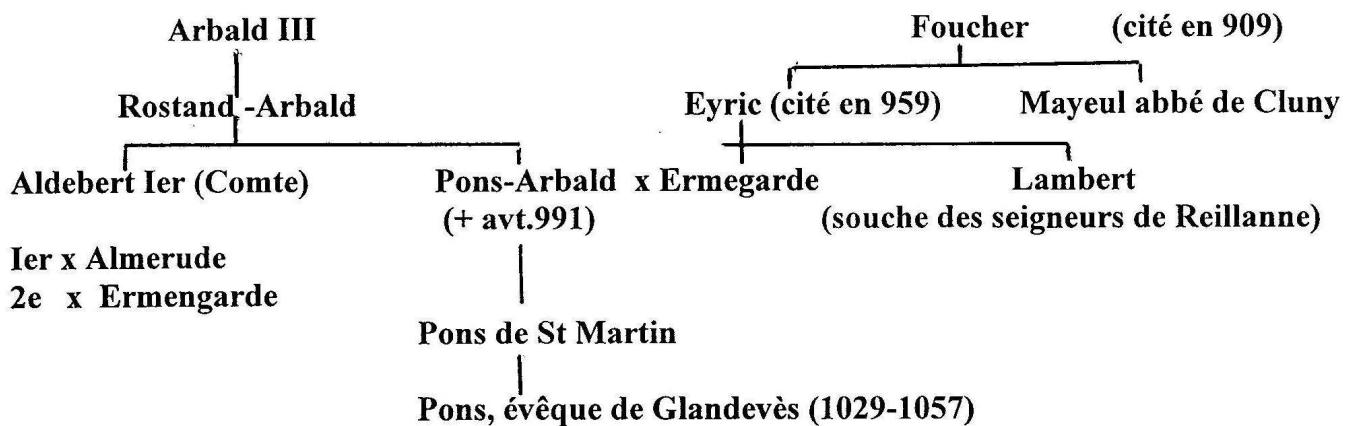 Arbald III Foucher (cité en 909)
Rostand -Arbald Eyric (cité en 959) Mayeul abbé de Cluny
Aldebert Ier (Comte) Pons-Arbald x Ermegarde Lambert
(+ avt.991) (souche des seigneurs de Reillanne)
Ier x Almerude
2e x Ermengarde
Pons de St Martin
Pons, évêque de Glandevès (1029-1057)